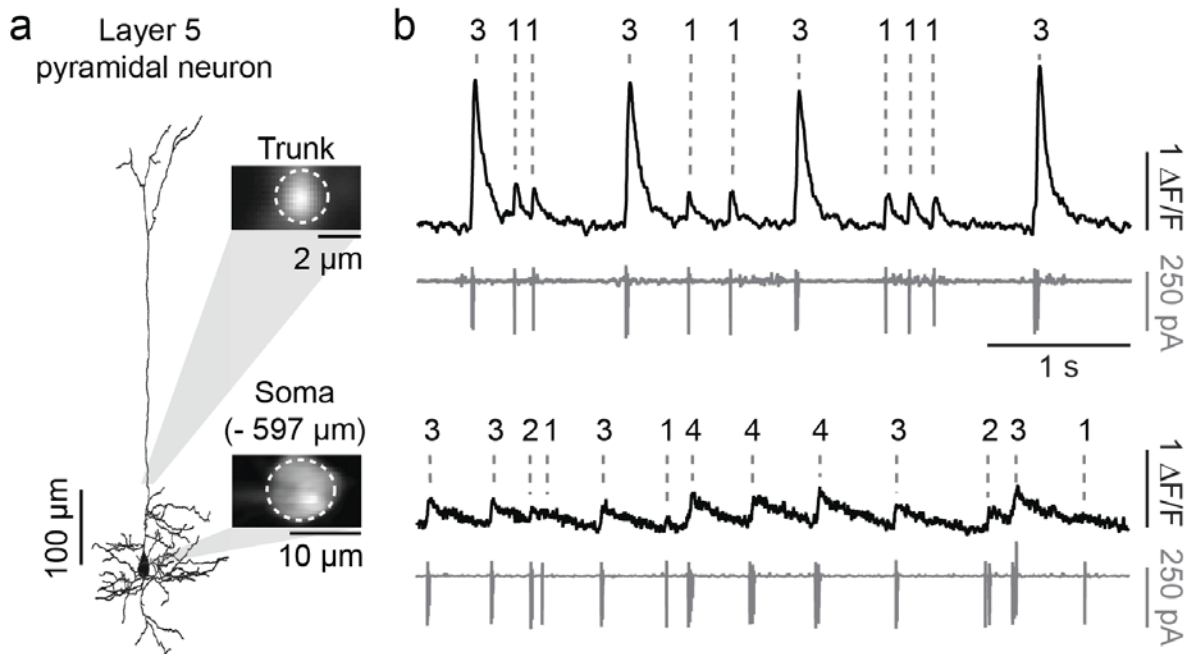 a
Layer 5
pyramidal neuron
Trunk
2 µm
Soma
(- 597 µm)
10 µm
100 µm
b
3 1 1 3 1 1 3 1 1 1 3
1 ΔF/F
250 pA
1 s
3 3 2 1 3 1 4 4 4 3 2 3 1
1 ΔF/F
250 pA